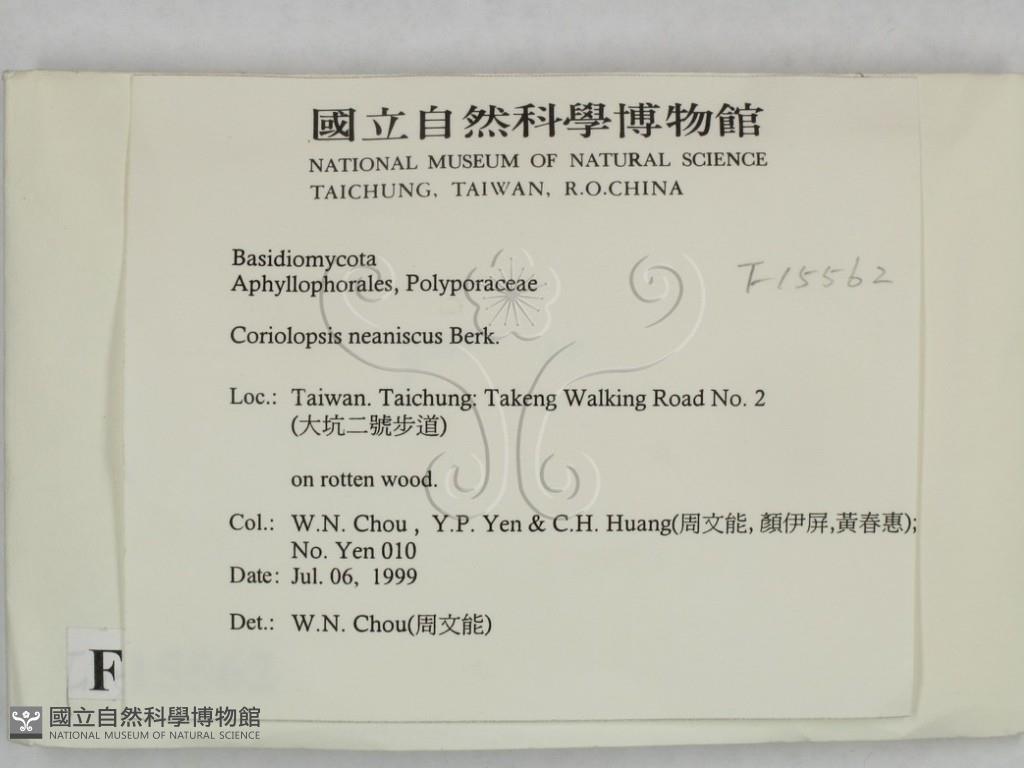 國立自然科學博物館
NATIONAL MUSEUM OF NATURAL SCIENCE
TAICHUNG, TAIWAN, R.O.CHINA
Basidiomycota
Aphyllophorales, Polyporaceae
F15562
Coriolopsis neaniscus Berk.
Loc.: Taiwan. Taichung: Takeng Walking Road No. 2
(大坑二號步道)
on rotten wood.
Col.: W.N. Chou , Y.P. Yen & C.H. Huang(周文能, 顏伊屏,黃春惠);
No. Yen 010
Date: Jul. 06, 1999
Det.: W.N. Chou(周文能)
F
國立自然科學博物館
NATIONAL MUSEUM OF NATURAL SCIENCE